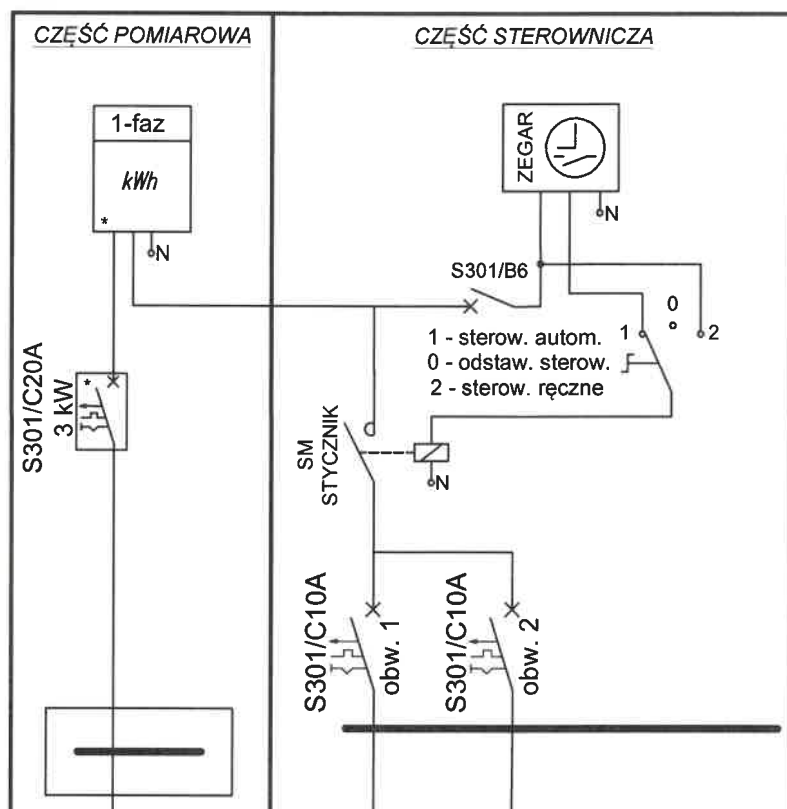 CZĘŚĆ POMIAROWA
CZĘŚĆ STEROWNICZA
1-faz
kWh
*
N
ZEGAR
N
S301/B6
1
0
2
1 - sterow. autom.
0 - odstaw. sterow.
2 - sterow. ręczne
S301/C20A
3 kW
*
SM
STYCZNIK
N
S301/C10A
obw. 1
S301/C10A
obw. 2